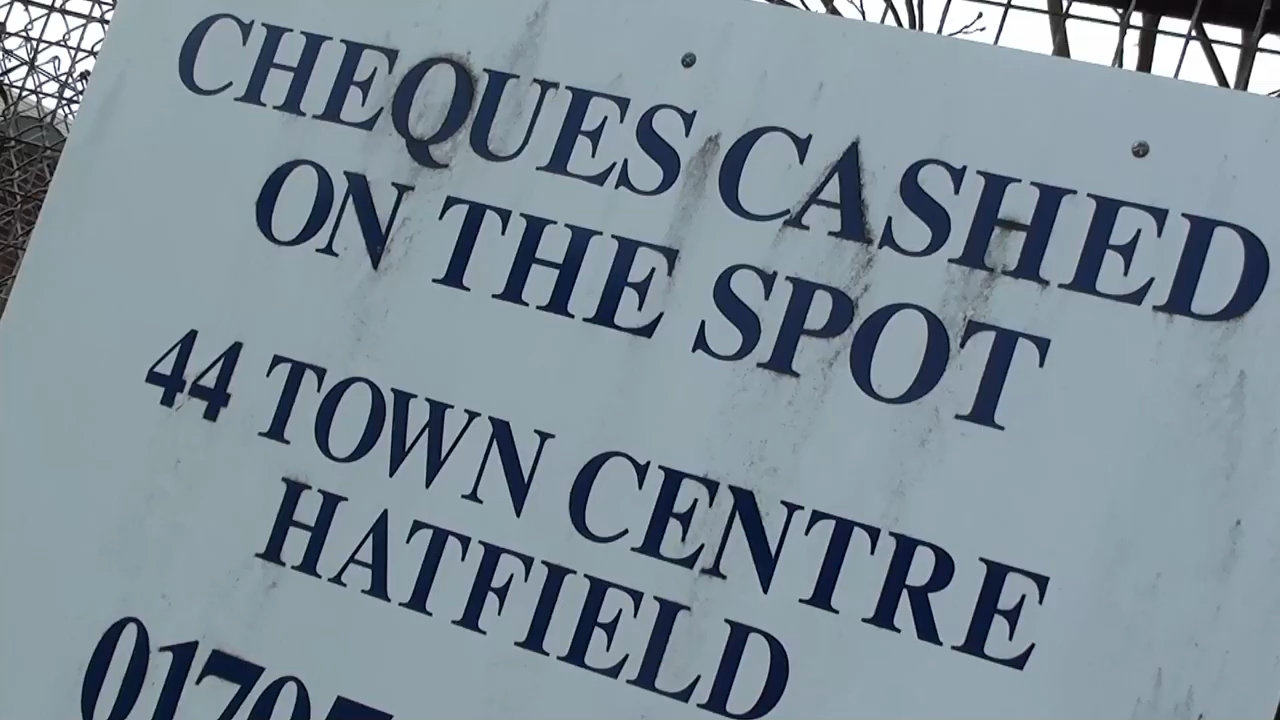 CHEQUES CASHED
ON THE SPOT
44 TOWN CENTRE
HATFIELD